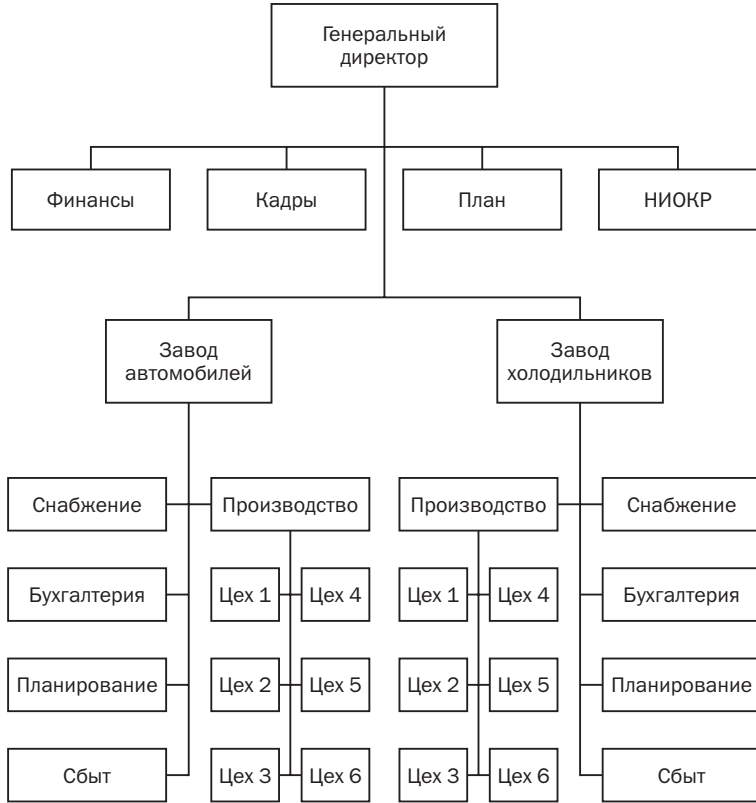 Генеральный
директор
Финансы
Кадры
План
НИОКР
Завод
автомобилей
Завод
холодильников
Снабжение
Производство
Производство
Снабжение
Бухгалтерия
Цех 1
Цех 4
Цех 1
Цех 4
Бухгалтерия
Планирование
Цех 2
Цех 5
Цех 2
Цех 5
Планирование
Сбыт
Цех 3
Цех 6
Цех 3
Цех 6
Сбыт